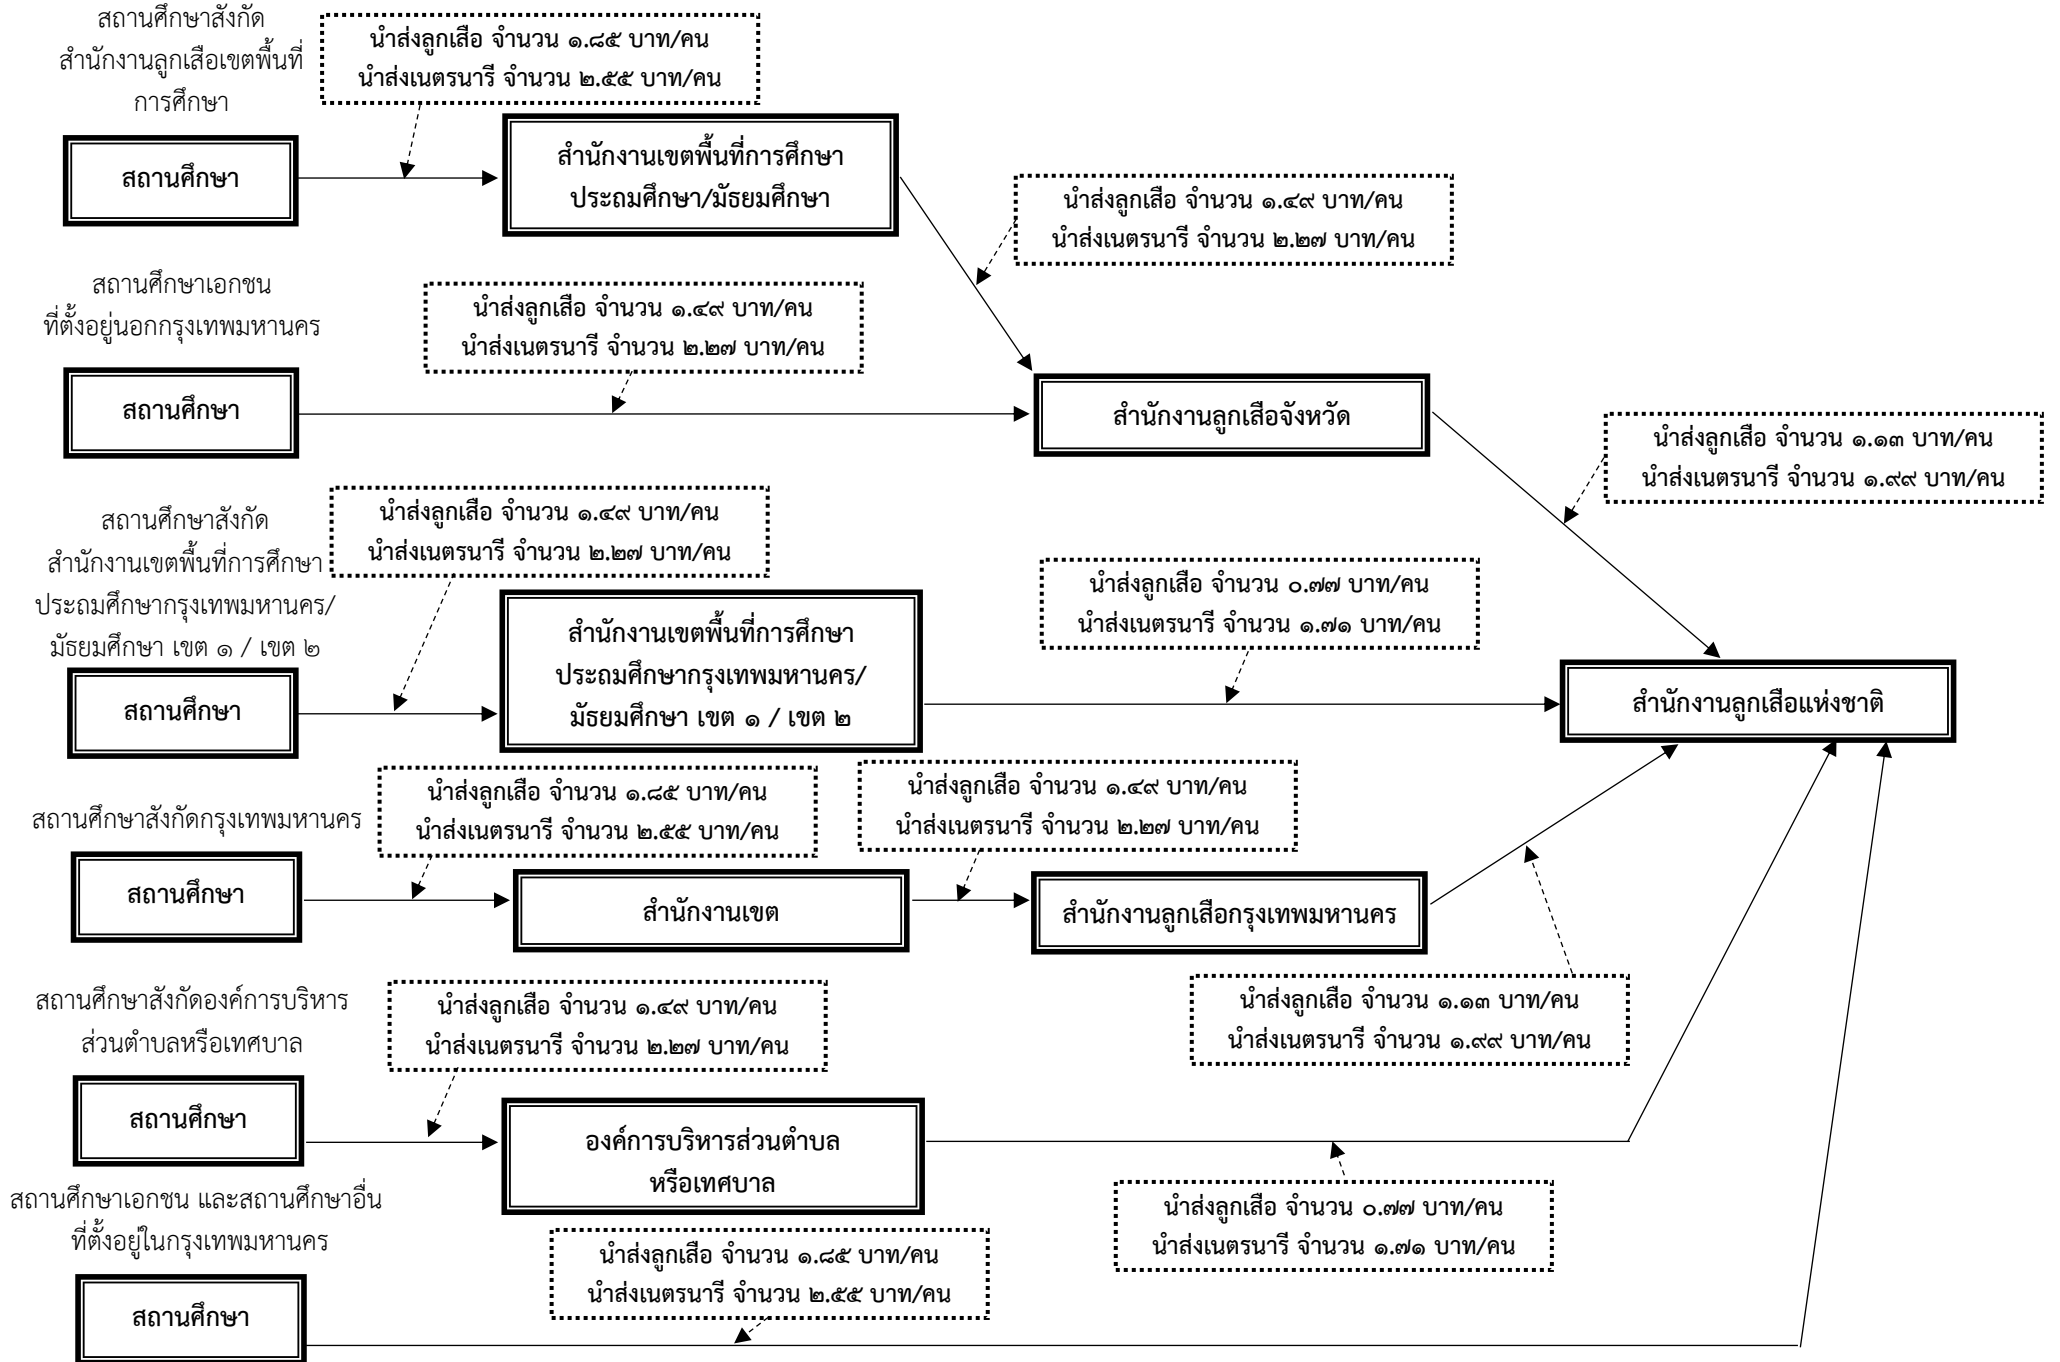 สถานศึกษาสังกัด
สำนักงานลูกเสือเขตพื้นที่
การศึกษา
นำส่งลูกเสือ จำนวน ๑.๘๕ บาท/คน
นำส่งเนตรนารี จำนวน ๒.๕๕ บาท/คน
สถานศึกษา
สำนักงานเขตพื้นที่การศึกษา
ประถมศึกษา/มัธยมศึกษา
นำส่งลูกเสือ จำนวน ๑.๔๙ บาท/คน
นำส่งเนตรนารี จำนวน ๒.๒๗ บาท/คน
สถานศึกษาเอกชน
ที่ตั้งอยู่นอกกรุงเทพมหานคร
นำส่งลูกเสือ จำนวน ๑.๔๙ บาท/คน
นำส่งเนตรนารี จำนวน ๒.๒๗ บาท/คน
สถานศึกษา
สำนักงานลูกเสือจังหวัด
นำส่งลูกเสือ จำนวน ๑.๑๓ บาท/คน
นำส่งเนตรนารี จำนวน ๑.๙๙ บาท/คน
สถานศึกษาสังกัด
สำนักงานเขตพื้นที่การศึกษา
ประถมศึกษากรุงเทพมหานคร/
มัธยมศึกษา เขต ๑ / เขต ๒
นำส่งลูกเสือ จำนวน ๑.๔๙ บาท/คน
นำส่งเนตรนารี จำนวน ๒.๒๗ บาท/คน
สถานศึกษา
สำนักงานเขตพื้นที่การศึกษา
ประถมศึกษากรุงเทพมหานคร/
มัธยมศึกษา เขต ๑ / เขต ๒
นำส่งลูกเสือ จำนวน ๐.๗๗ บาท/คน
นำส่งเนตรนารี จำนวน ๑.๗๑ บาท/คน
สำนักงานลูกเสือแห่งชาติ
สถานศึกษาสังกัดกรุงเทพมหานคร
นำส่งลูกเสือ จำนวน ๑.๘๕ บาท/คน
นำส่งเนตรนารี จำนวน ๒.๕๕ บาท/คน
นำส่งลูกเสือ จำนวน ๑.๔๙ บาท/คน
นำส่งเนตรนารี จำนวน ๒.๒๗ บาท/คน
สถานศึกษา
สำนักงานเขต
สำนักงานลูกเสือกรุงเทพมหานคร
นำส่งลูกเสือ จำนวน ๑.๑๓ บาท/คน
นำส่งเนตรนารี จำนวน ๑.๙๙ บาท/คน
สถานศึกษาสังกัดองค์การบริหาร
ส่วนตำบลหรือเทศบาล
นำส่งลูกเสือ จำนวน ๑.๔๙ บาท/คน
นำส่งเนตรนารี จำนวน ๒.๒๗ บาท/คน
สถานศึกษา
องค์การบริหารส่วนตำบล
หรือเทศบาล
นำส่งลูกเสือ จำนวน ๐.๗๗ บาท/คน
นำส่งเนตรนารี จำนวน ๑.๗๑ บาท/คน
สถานศึกษาเอกชน และสถานศึกษาอื่น
ที่ตั้งอยู่ในกรุงเทพมหานคร
นำส่งลูกเสือ จำนวน ๑.๘๕ บาท/คน
นำส่งเนตรนารี จำนวน ๒.๕๕ บาท/คน
สถานศึกษา